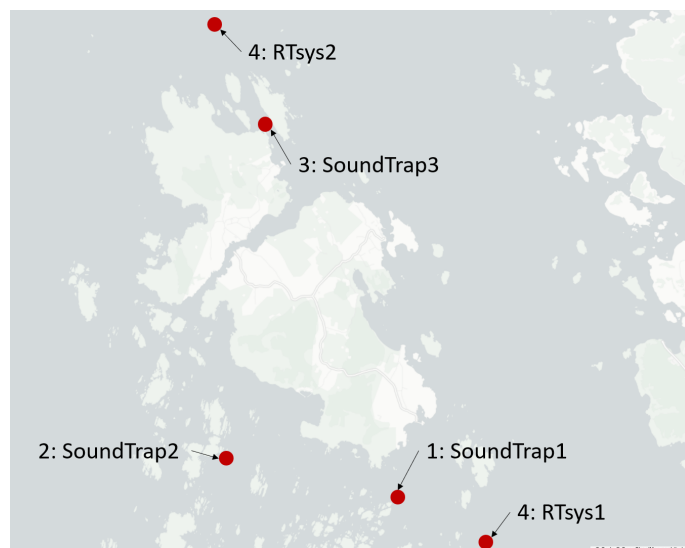 4: RTsys2
3: SoundTrap3
2: SoundTrap2
1: SoundTrap1
4: RTsys1